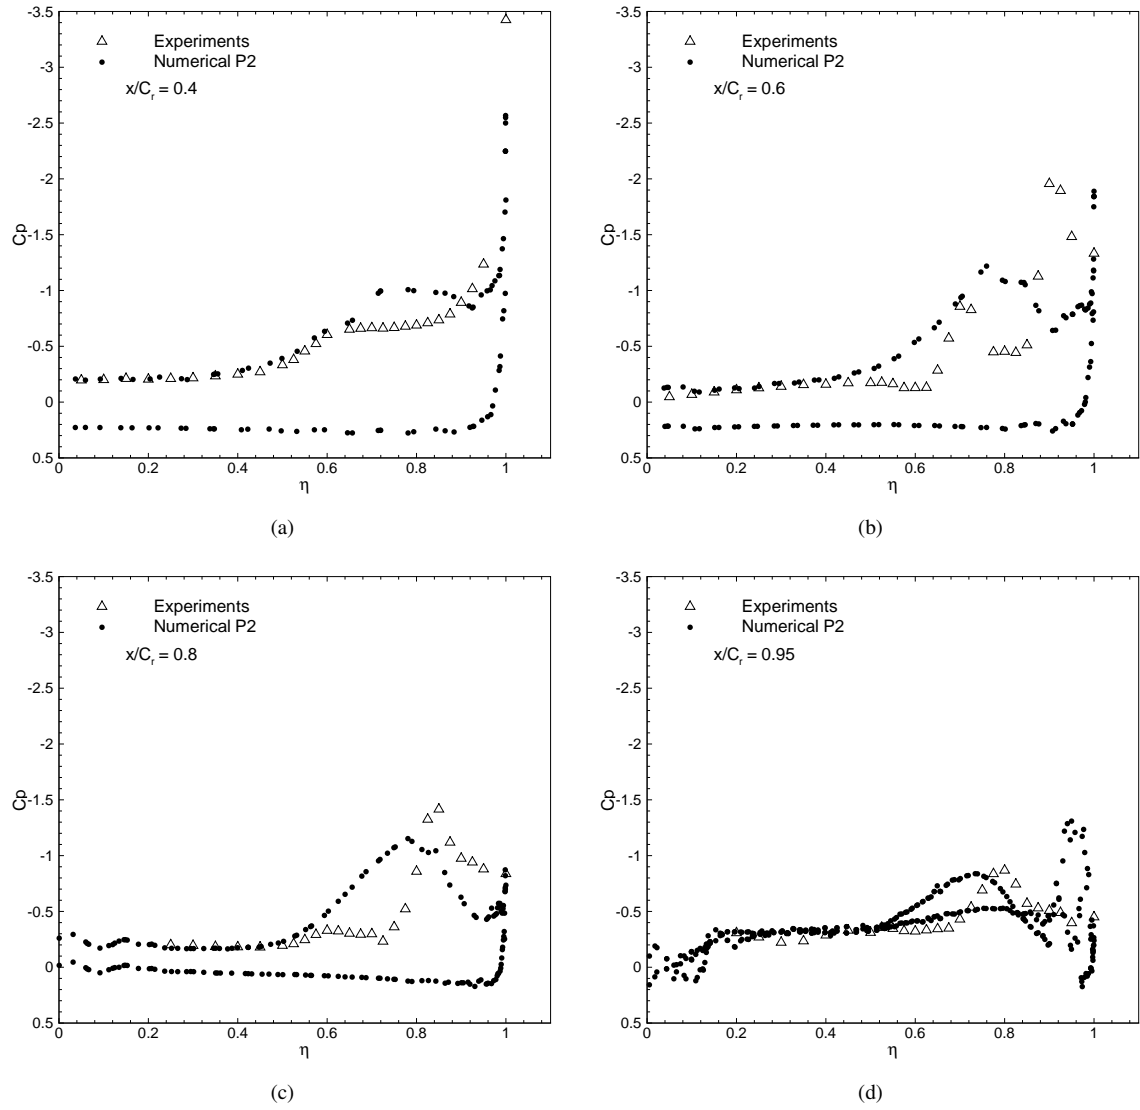 -3.5
-3
-2.5
-2
-1.5
-1
-0.5
0
0.5
Cp
Experiments
Numerical P2
x/Cr = 0.4
0 0.2 0.4 0.6 0.8 1
η
(a)
-3.5
-3
-2.5
-2
-1.5
-1
-0.5
0
0.5
Cp
Experiments
Numerical P2
x/Cr = 0.6
0 0.2 0.4 0.6 0.8 1
η
(b)
-3.5
-3
-2.5
-2
-1.5
-1
-0.5
0
0.5
Cp
Experiments
Numerical P2
x/Cr = 0.8
0 0.2 0.4 0.6 0.8 1
η
(c)
-3.5
-3
-2.5
-2
-1.5
-1
-0.5
0
0.5
Cp
Experiments
Numerical P2
x/Cr = 0.95
0 0.2 0.4 0.6 0.8 1
η
(d)